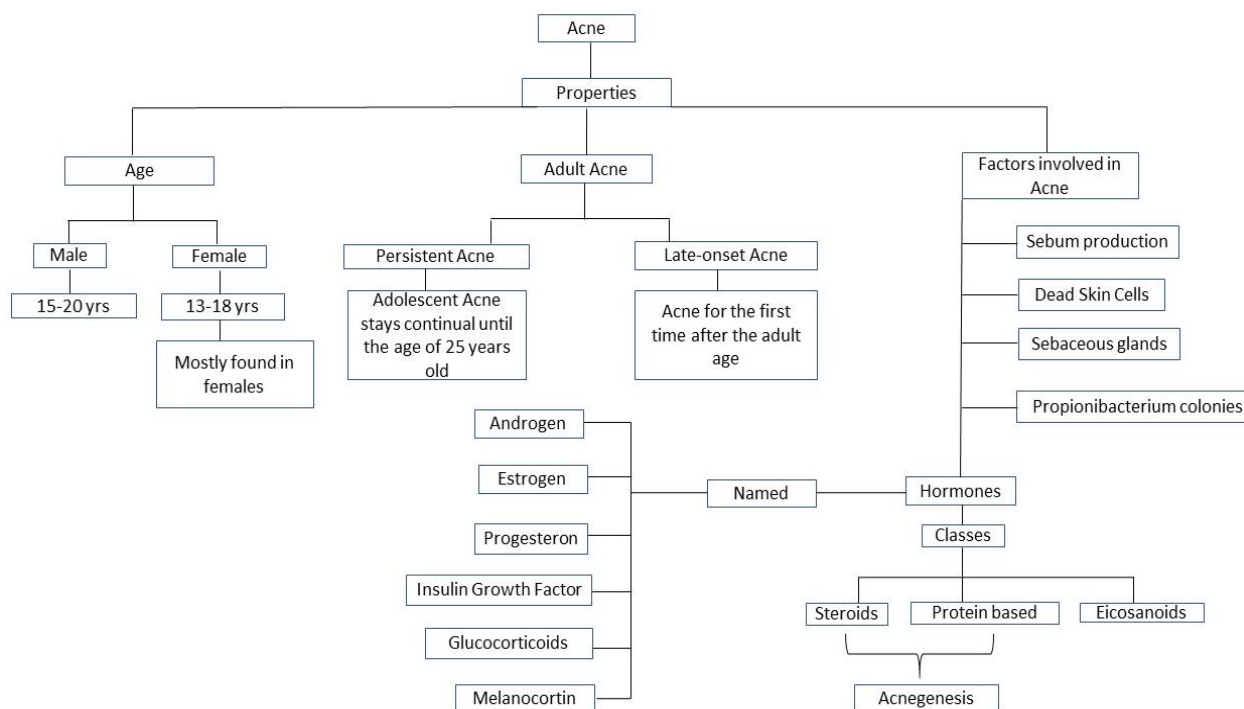 Acne
Properties
Age
Adult Acne
Factors involved in
Acne
Male
Female
Persistent Acne
Late-onset Acne
15-20 yrs
13-18 yrs
Mostly found in
females
Adolescent Acne
stays continual until
the age of 25 years
old
Acne for the first
time after the adult
age
Sebum production
Dead Skin Cells
Sebaceous glands
Propionibacterium colonies
Hormones
Named
Androgen
Estrogen
Progesteron
Insulin Growth Factor
Glucocorticoids
Melanocortin
Classes
Steroids
Protein based
Eicosanoids
Acnegenesis